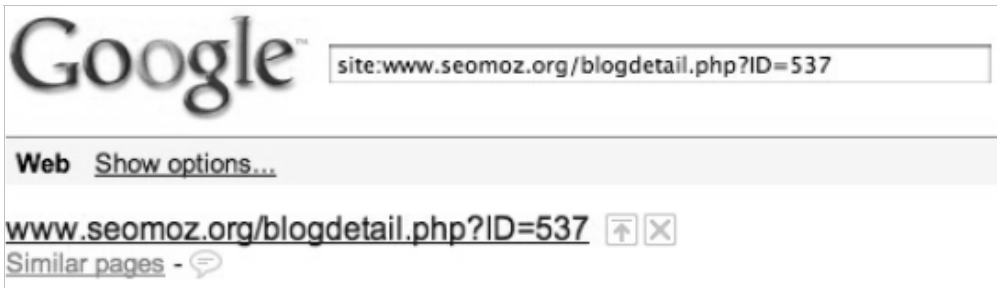 Google™ site:www.seomoz.org/blogdetail.php?ID=537
Web Show options...
www.seomoz.org/blogdetail.php?ID=537
Similar pages -